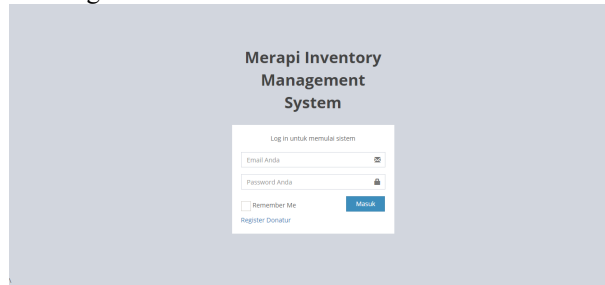 Merapi Inventory
Management
System
Log in untuk memulai sistem
Email Anda
Password Anda
Remember Me
Masuk
Register Donatur